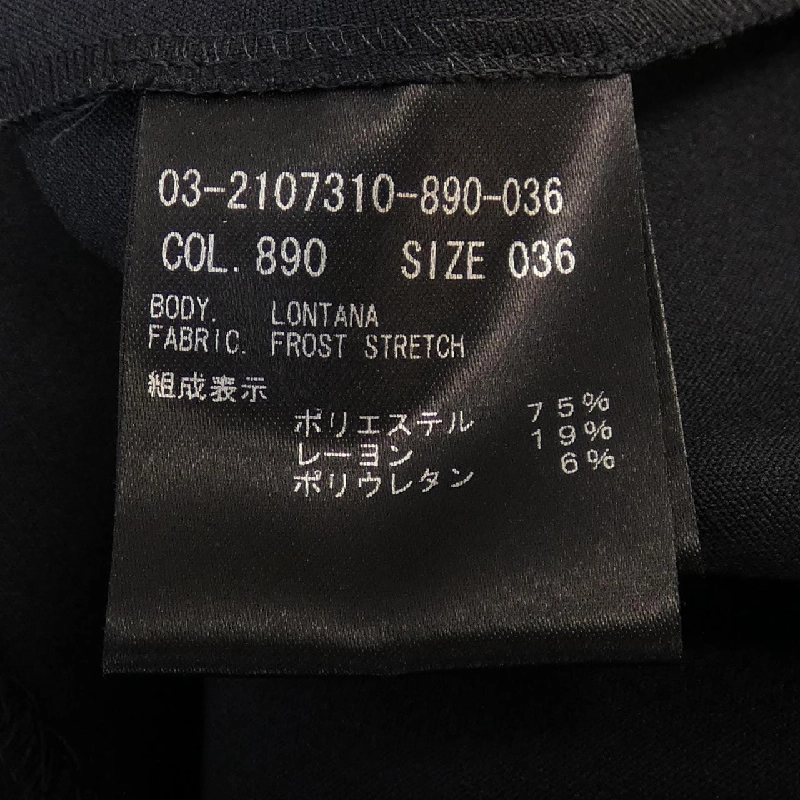 03-2107310-890-036
COL. 890 SIZE 036
BODY. LONTANA
FABRIC. FROST STRETCH
組成表示
ポリエステル 75%
レーヨン 19%
ポリウレタン 6%